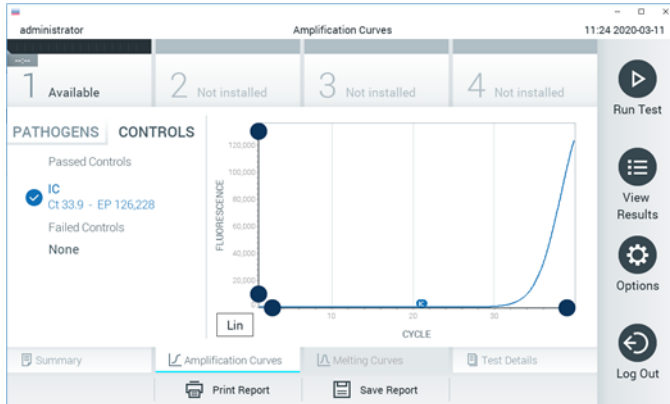 administrator
Amplification Curves
11:24 2020-03-11
--:--
1 Available
2 Not installed
3 Not installed
4 Not installed
Run Test
View
Results
Options
Log Out
PATHOGENS
CONTROLS
Passed Controls
IC
Ct 33.9 - EP 126,228
Failed Controls
None
FLUORESCENCE
120,000
100,000
80,000
60,000
40,000
20,000
0
IC
10
20
30
CYCLE
Lin
Summary
Amplification Curves
Melting Curves
Test Details
Print Report
Save Report